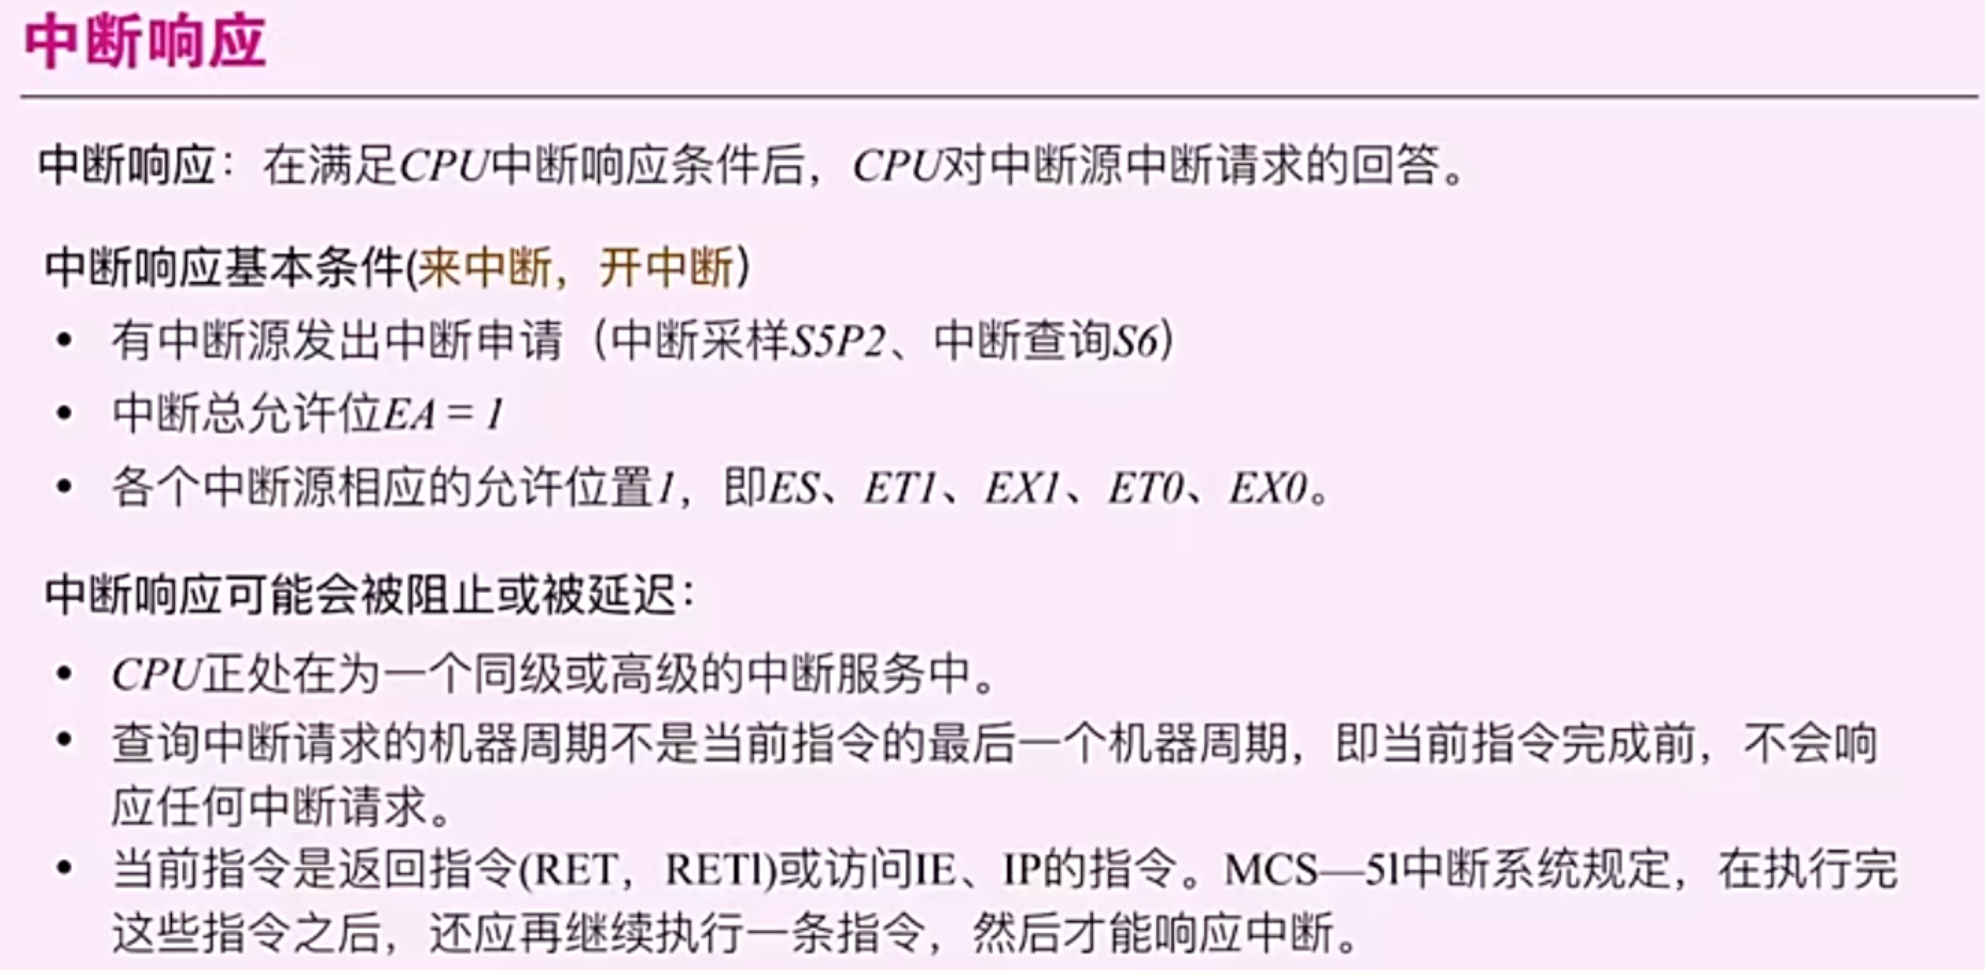 中断响应
中断响应：在满足CPU中断响应条件后，CPU对中断源中断请求的回答。
中断响应基本条件(来中断，开中断)
• 有中断源发出中断申请（中断采样S5P2、中断查询S6）
• 中断总允许位EA = 1
• 各个中断源相应的允许位置1，即ES、ET1、EX1、ET0、EX0。
中断响应可能会被阻止或被延迟：
• CPU正处在为一个同级或高级的中断服务中。
• 查询中断请求的机器周期不是当前指令的最后一个机器周期，即当前指令完成前，不会响
应任何中断请求。
• 当前指令是返回指令(RET，RETl)或访问IE、IP的指令。MCS—5l中断系统规定，在执行完
这些指令之后，还应再继续执行一条指令，然后才能响应中断。